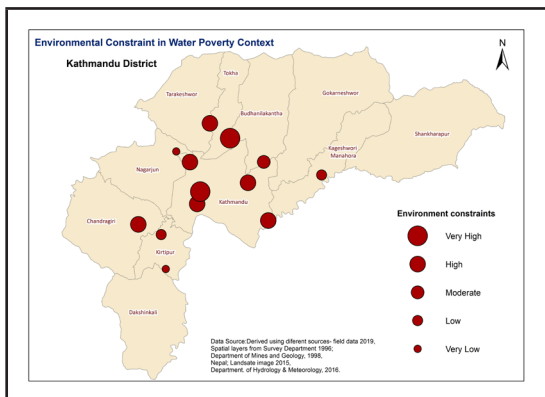 Environmental Constraint in Water Poverty Context
Kathmandu District
N
Tokha
Tarakeshwor
Gokarneshwor
Budhanilakantha
Shankharapur
Kageshwori
Manahora
Nagarjun
Kathmandu
Chandragiri
Kirtipur
Dakshinkali
Environment constraints
Very High
High
Moderate
Low
Very Low
Data Source:Derived using diferent sources- field data 2019,
Spatial layers from Survey Department 1996;
Department of Mines and Geology, 1998,
Nepal; Landsate image 2015,
Department. of Hydrology & Meteorology, 2016.